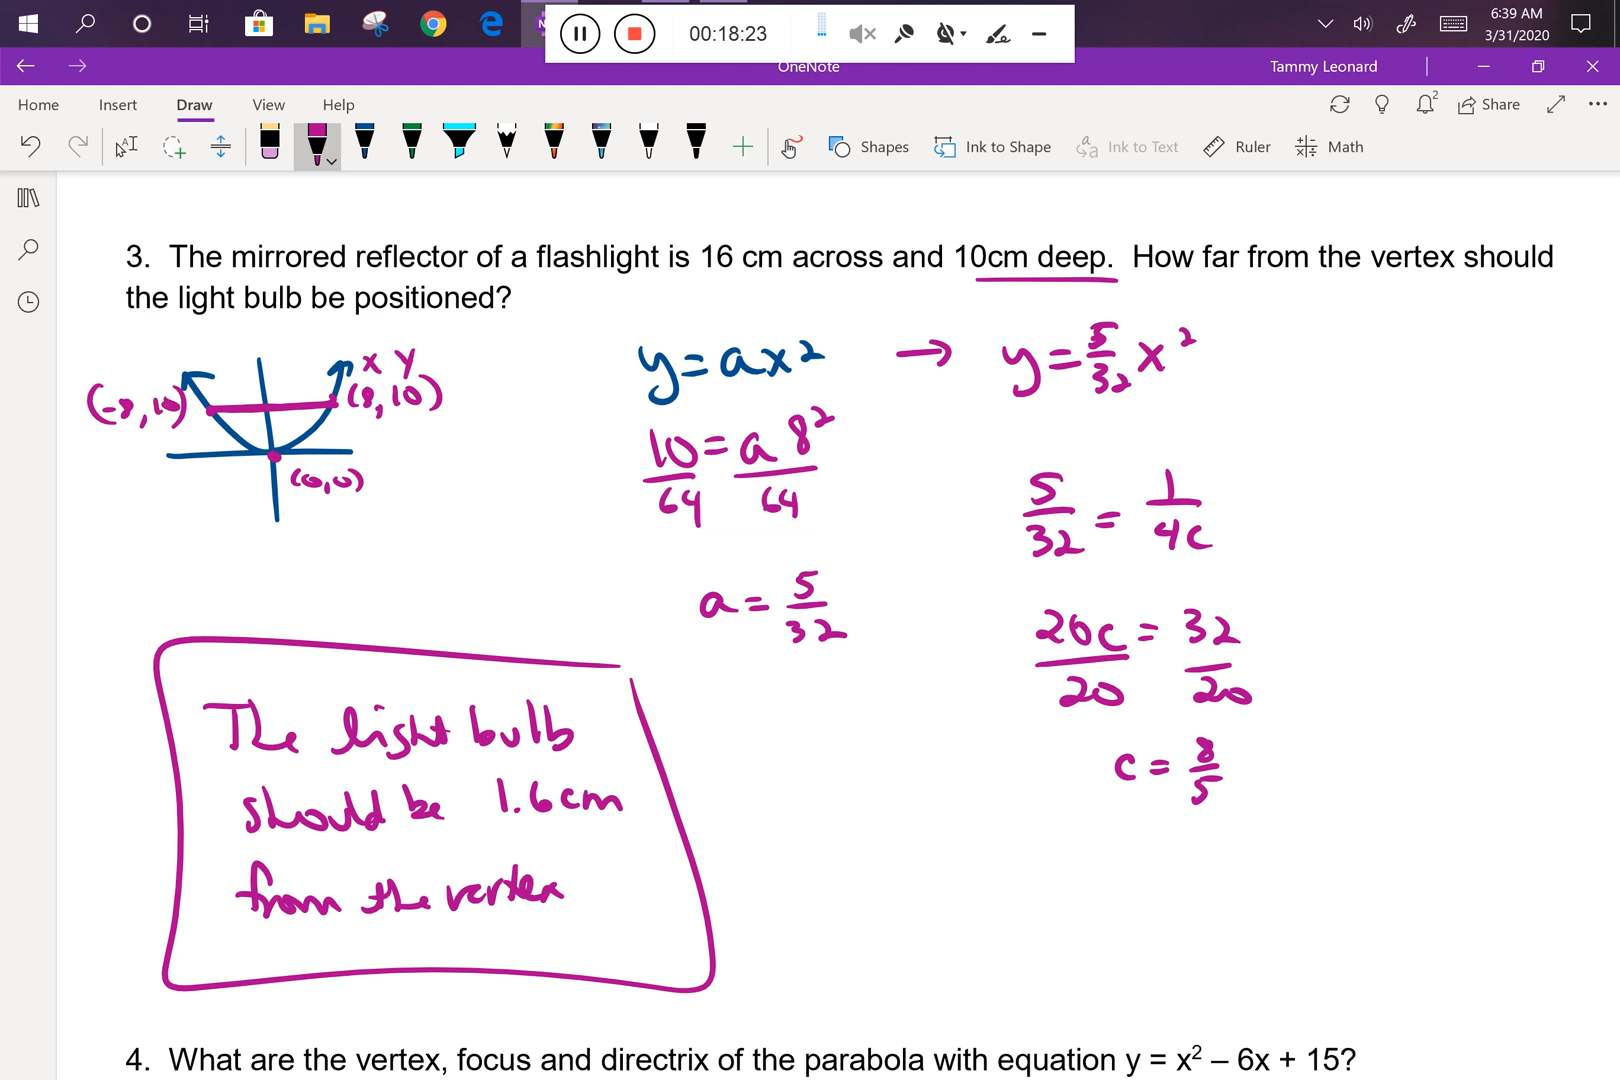 00:18:23
6:39 AM
3/31/2020
OneNote
Tammy Leonard
Home Insert Draw View Help
2
Share
Shapes
Ink to Shape
Ink to Text
Ruler
Math
3. The mirrored reflector of a flashlight is 16 cm across and 10cm deep. How far from the vertex should
the light bulb be positioned?
x y
(-8, 10)
(8, 10)
(0,0)
y = ax²
10 = a 8²
64 64
a = 5/32
→ y = 5/32 x²
5/32 = 1/4c
20c = 32
20 20
c = 8/5
The light bulb
should be 1.6cm
from the vertex
4. What are the vertex, focus and directrix of the parabola with equation y = x² – 6x + 15?